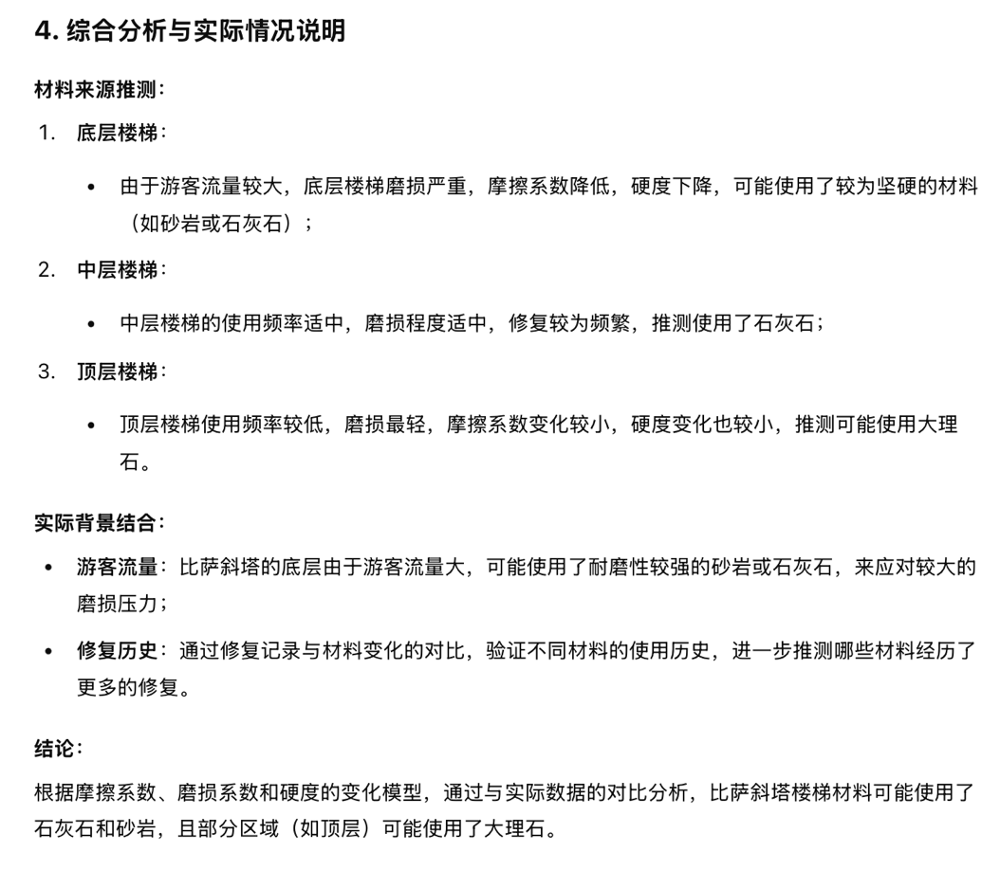 4. 综合分析与实际情况说明
材料来源推测：
1. 底层楼梯：
• 由于游客流量较大，底层楼梯磨损严重，摩擦系数降低，硬度下降，可能使用了较为坚硬的材料
（如砂岩或石灰石）；
2. 中层楼梯：
• 中层楼梯的使用频率适中，磨损程度适中，修复较为频繁，推测使用了石灰石；
3. 顶层楼梯：
• 顶层楼梯使用频率较低，磨损最轻，摩擦系数变化较小，硬度变化也较小，推测可能使用大理
石。
实际背景结合：
• 游客流量：比萨斜塔的底层由于游客流量大，可能使用了耐磨性较强的砂岩或石灰石，来应对较大的
磨损压力；
• 修复历史：通过修复记录与材料变化的对比，验证不同材料的使用历史，进一步推测哪些材料经历了
更多的修复。
结论：
根据摩擦系数、磨损系数和硬度的变化模型，通过与实际数据的对比分析，比萨斜塔楼梯材料可能使用了
石灰石和砂岩，且部分区域（如顶层）可能使用了大理石。